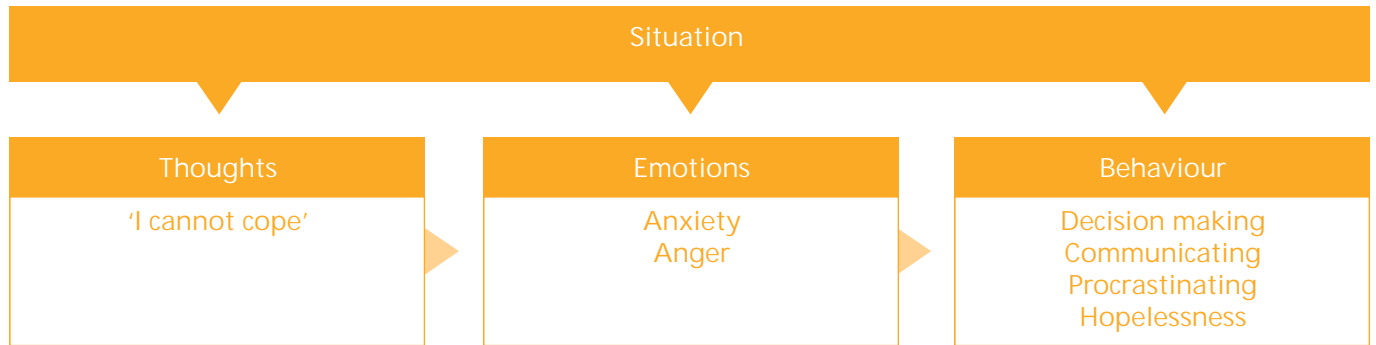 Situation
Thoughts
‘I cannot cope’
Emotions
Anxiety
Anger
Behaviour
Decision making
Communicating
Procrastinating
Hopelessness